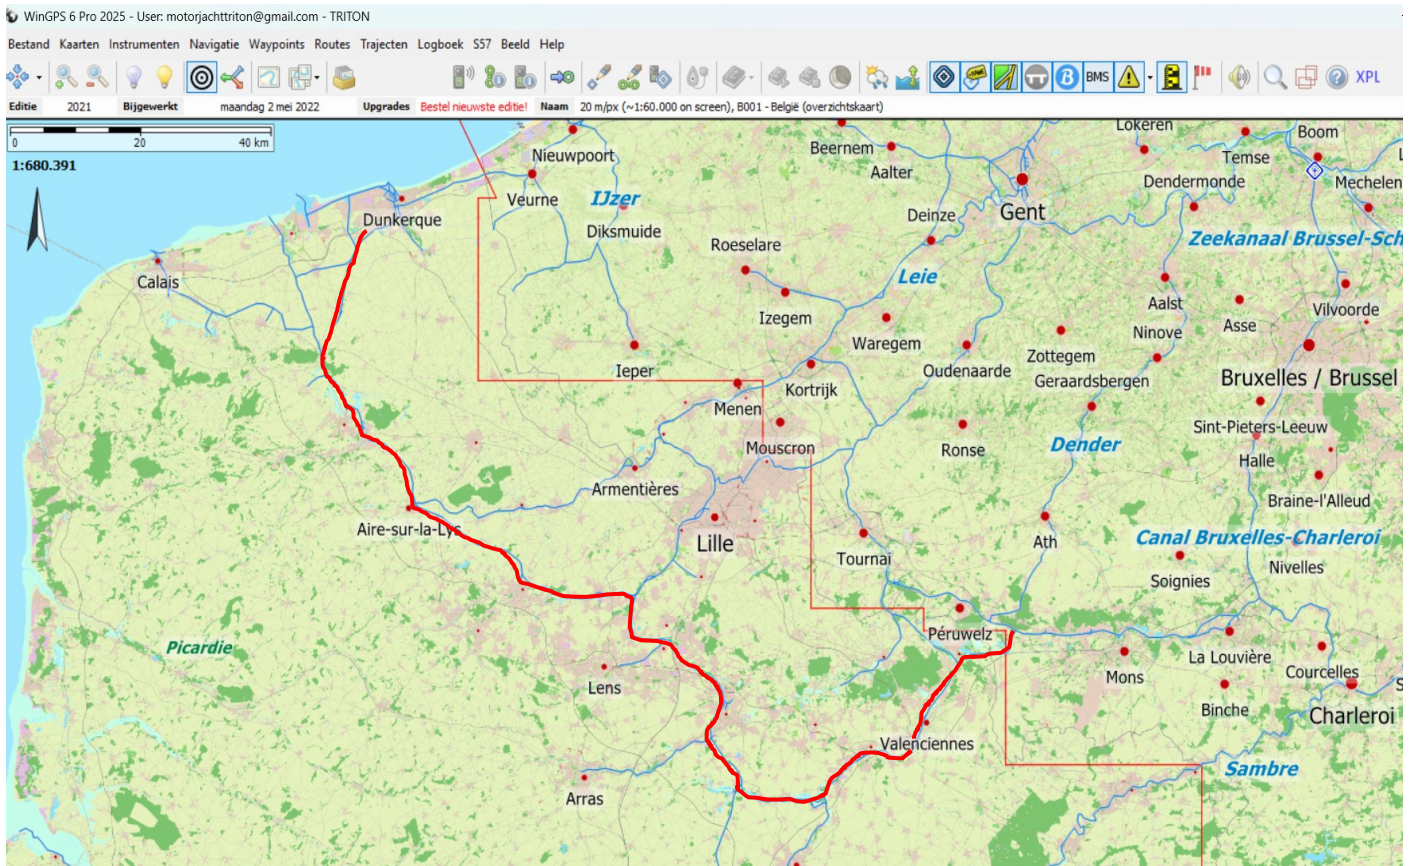 WinGPS 6 Pro 2025 - User: motorjachttriton@gmail.com - TRITON
Bestand Kaarten Instrumenten Navigatie Waypoints Routes Trajecten Logboek S57 Beeld Help
BMS XPL
Editie 2021 Bijgewerkt maandag 2 mei 2022 Upgrades Bestel nieuwste editie! Naam 20 m/px (~1:60.000 on screen), B001 - België (overzichtskaart)
0 20 40 km
1:680.391
Lokeren
Boom
Nieuwpoort
Beernem
Temse
Aalter
Dendermonde
Mechelen
Veurne
IJzer
Dunkerque
Deinze
Gent
Diksmuide
Roeselare
Zeekanaal Brussel-Sch
Calais
Leie
Aalst
Izegem
Asse
Vilvoorde
Waregem
Ninove
Ieper
Oudenaarde
Zottegem
Geraardsbergen
Bruxelles / Brussel
Kortrijk
Menen
Sint-Pieters-Leeuw
Mouscron
Ronse
Dender
Halle
Armentières
Braine-l'Alleud
Aire-sur-la-Lys
Lille
Tournai
Ath
Canal Bruxelles-Charleroi
Nivelles
Soignies
Péruwelz
Picardie
La Louvière
Mons
Courcelles
Lens
Binche
Charleroi
Valenciennes
Sambre
Arras